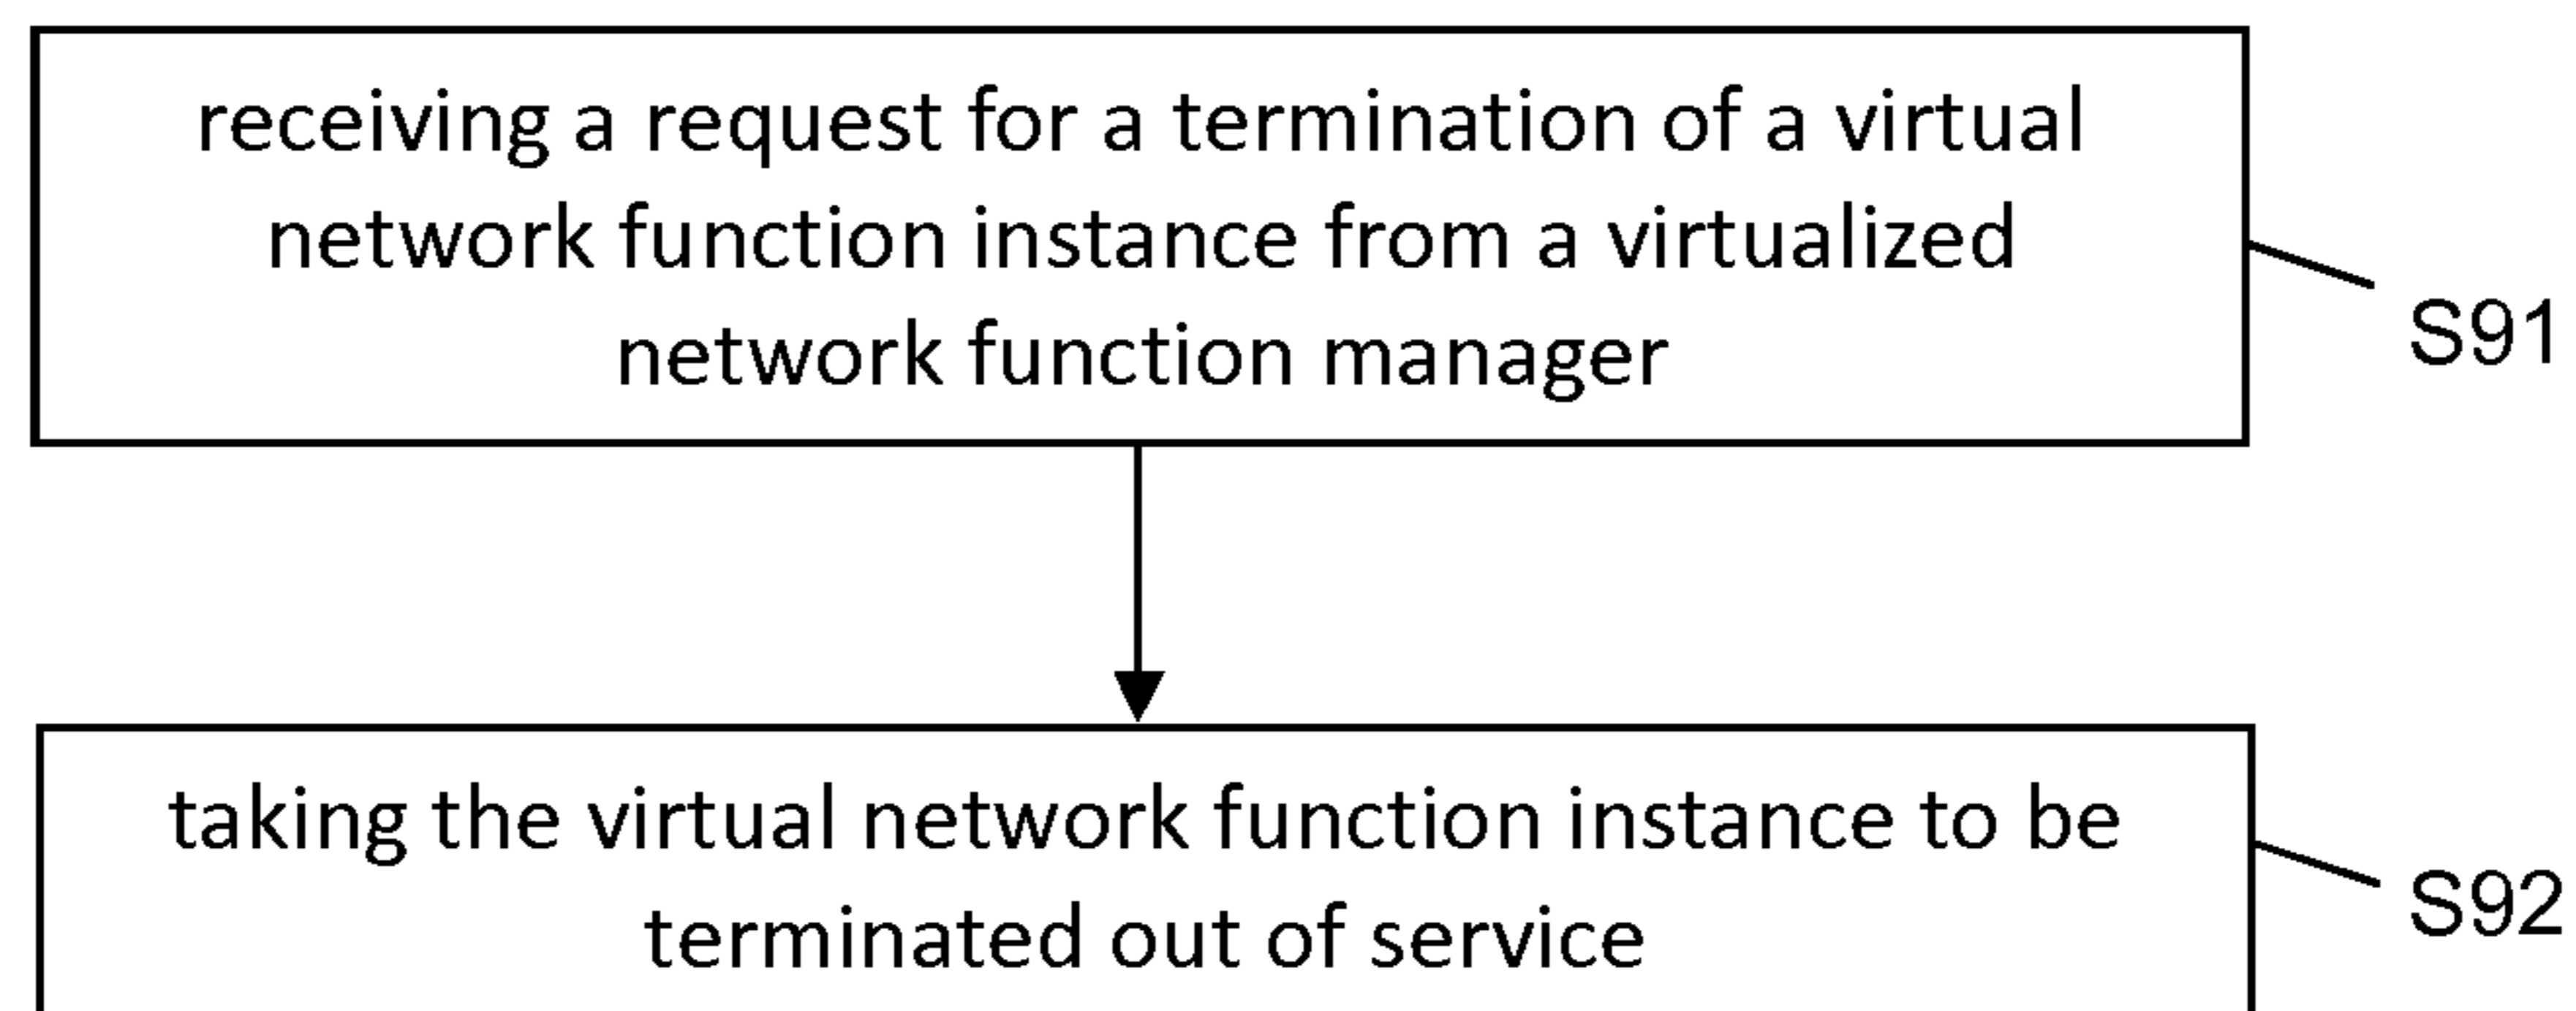 receiving a request for a termination of a virtual
network function instance from a virtualized
network function manager
S91
taking the virtual network function instance to be
terminated out of service
S92